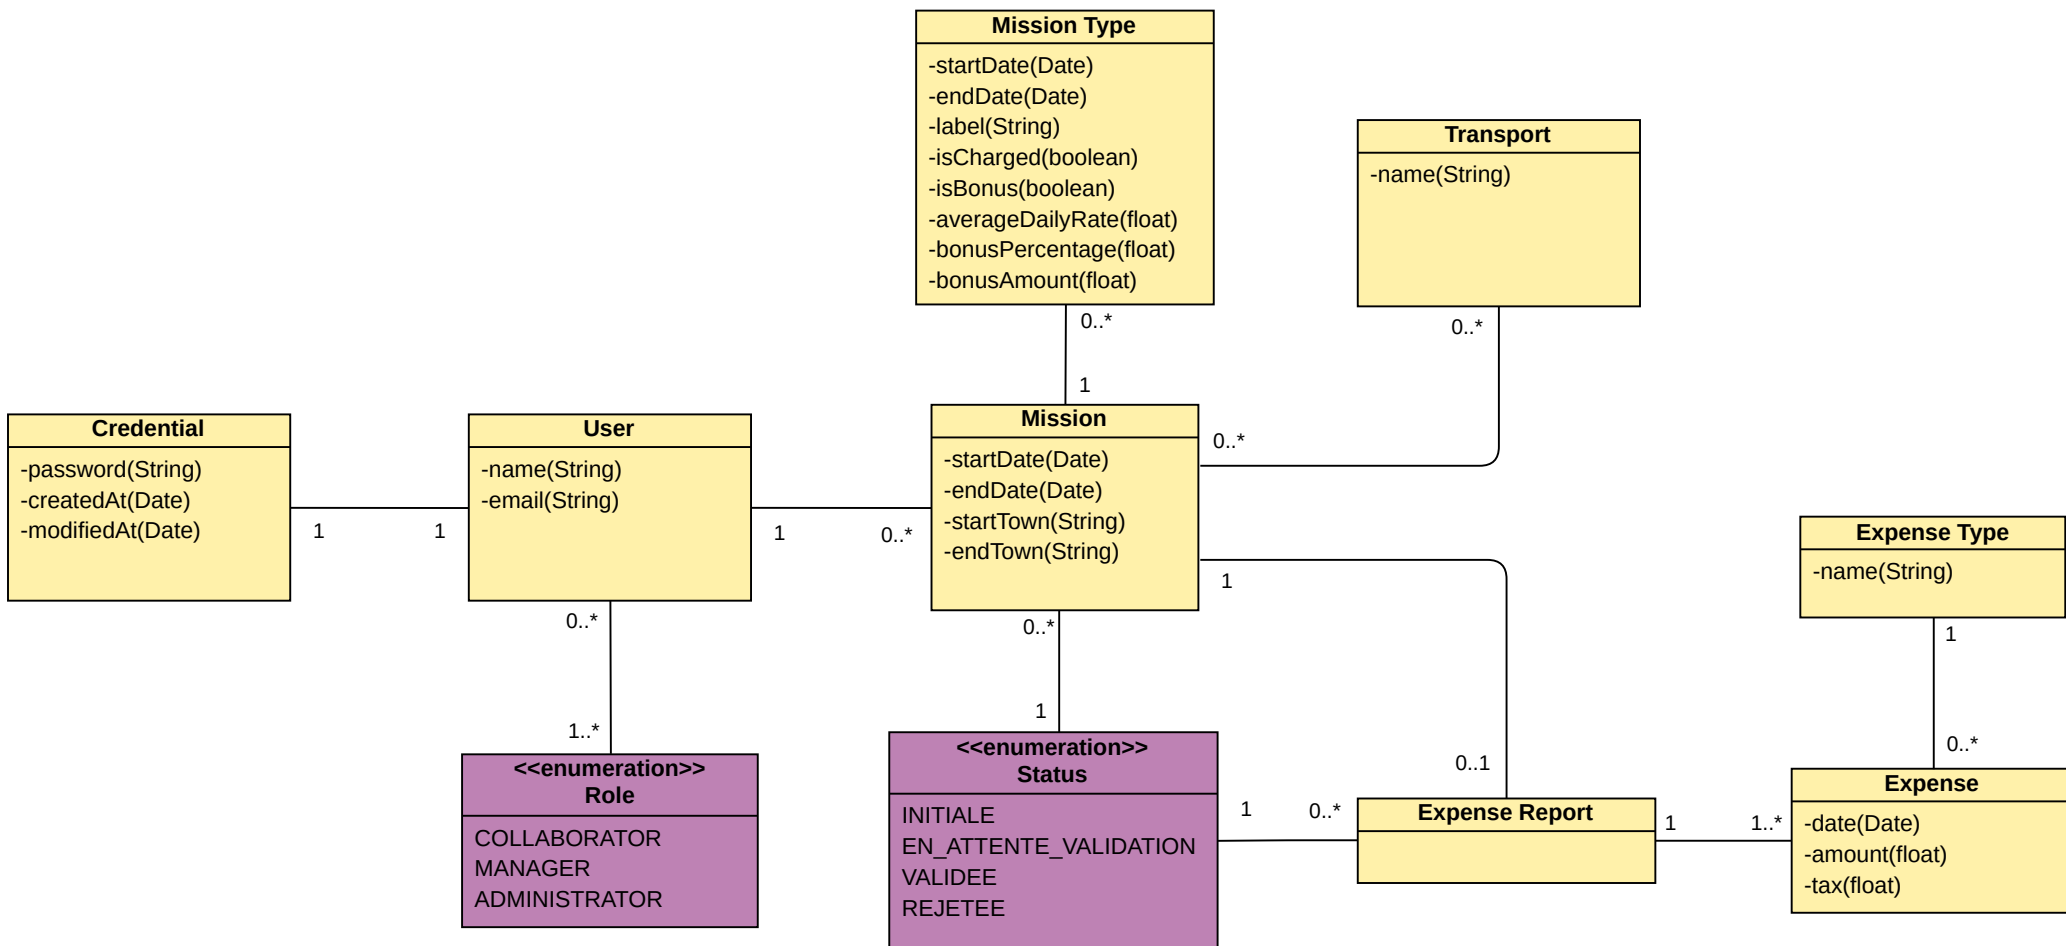 Mission Type
-startDate(Date)
-endDate(Date)
-label(String)
-isCharged(boolean)
-isBonus(boolean)
-averageDailyRate(float)
-bonusPercentage(float)
-bonusAmount(float)
Transport
-name(String)
0..*
0..*
1
0..*
Credential
-password(String)
-createdAt(Date)
-modifiedAt(Date)
1
1
User
-name(String)
-email(String)
1
0..*
Mission
-startDate(Date)
-endDate(Date)
-startTown(String)
-endTown(String)
1
Expense Type
-name(String)
0..*
1..*
0..*
1
0..1
1
0..*
<<enumeration>>
Role
COLLABORATOR
MANAGER
ADMINISTRATOR
<<enumeration>>
Status
INITIALE
EN_ATTENTE_VALIDATION
VALIDEE
REJETEE
1
0..*
Expense Report
1
1..*
Expense
-date(Date)
-amount(float)
-tax(float)